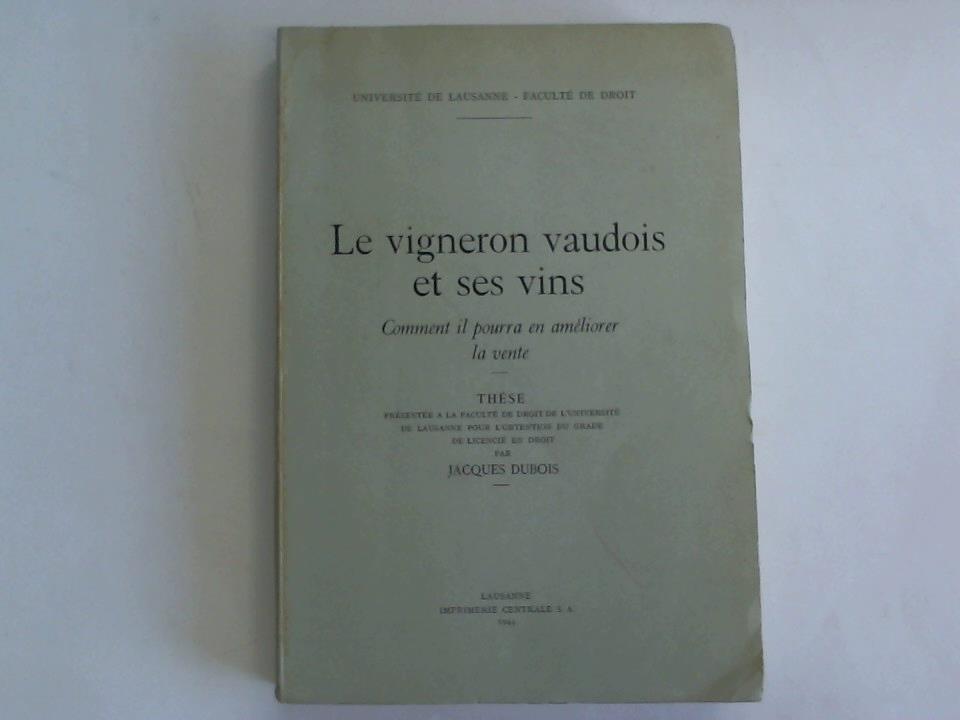 UNIVERSITÉ DE LAUSANNE - FACULTÉ DE DROIT
Le vigneron vaudois
et ses vins
Comment il pourra en améliorer
la vente
THÈSE
PRÉSENTÉE A LA FACULTÉ DE DROIT DE L'UNIVERSITÉ
DE LAUSANNE POUR L'OBTENTION DU GRADE
DE LICENCIÉ EN DROIT
PAR
JACQUES DUBOIS
LAUSANNE
IMPRIMERIE CENTRALE S. A.
1944